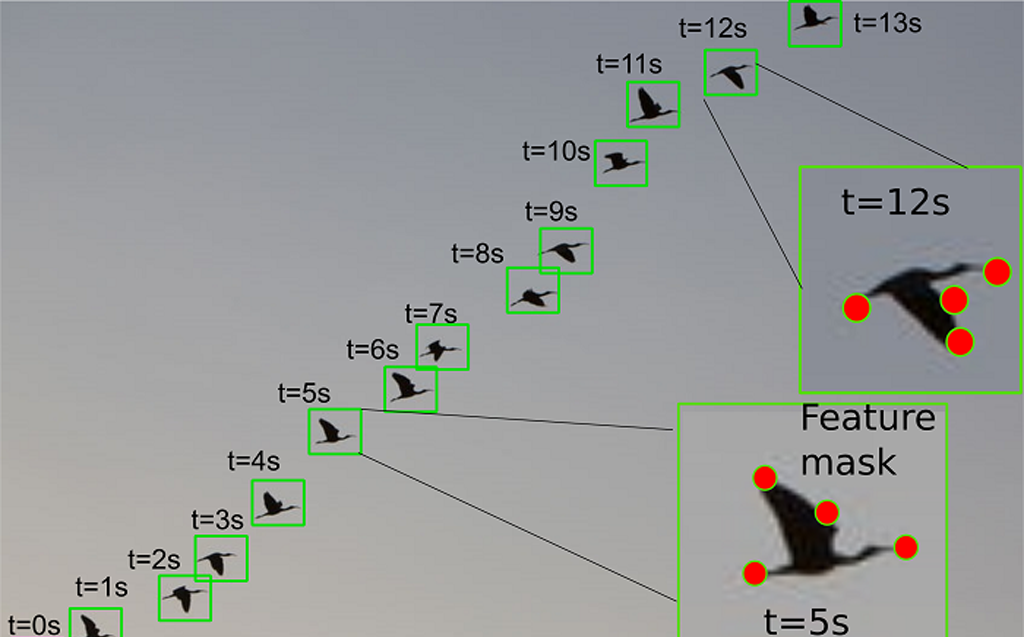 t=12s
t=13s
t=11s
t=10s
t=12s
t=9s
t=8s
t=7s
t=6s
t=5s
Feature
mask
t=4s
t=3s
t=2s
t=1s
t=0s
t=5s